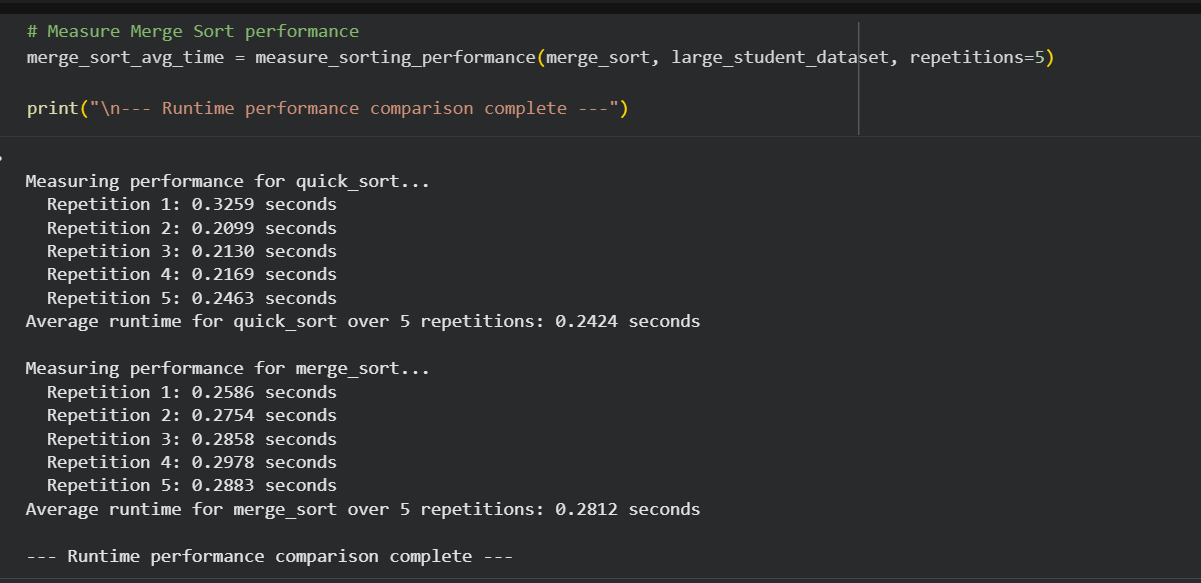 # Measure Merge Sort performance
merge_sort_avg_time = measure_sorting_performance(merge_sort, large_student_dataset, repetitions=5)
print("\n--- Runtime performance comparison complete ---")
Measuring performance for quick_sort...
  Repetition 1: 0.3259 seconds
  Repetition 2: 0.2099 seconds
  Repetition 3: 0.2130 seconds
  Repetition 4: 0.2169 seconds
  Repetition 5: 0.2463 seconds
Average runtime for quick_sort over 5 repetitions: 0.2424 seconds
Measuring performance for merge_sort...
  Repetition 1: 0.2586 seconds
  Repetition 2: 0.2754 seconds
  Repetition 3: 0.2858 seconds
  Repetition 4: 0.2978 seconds
  Repetition 5: 0.2883 seconds
Average runtime for merge_sort over 5 repetitions: 0.2812 seconds
--- Runtime performance comparison complete ---